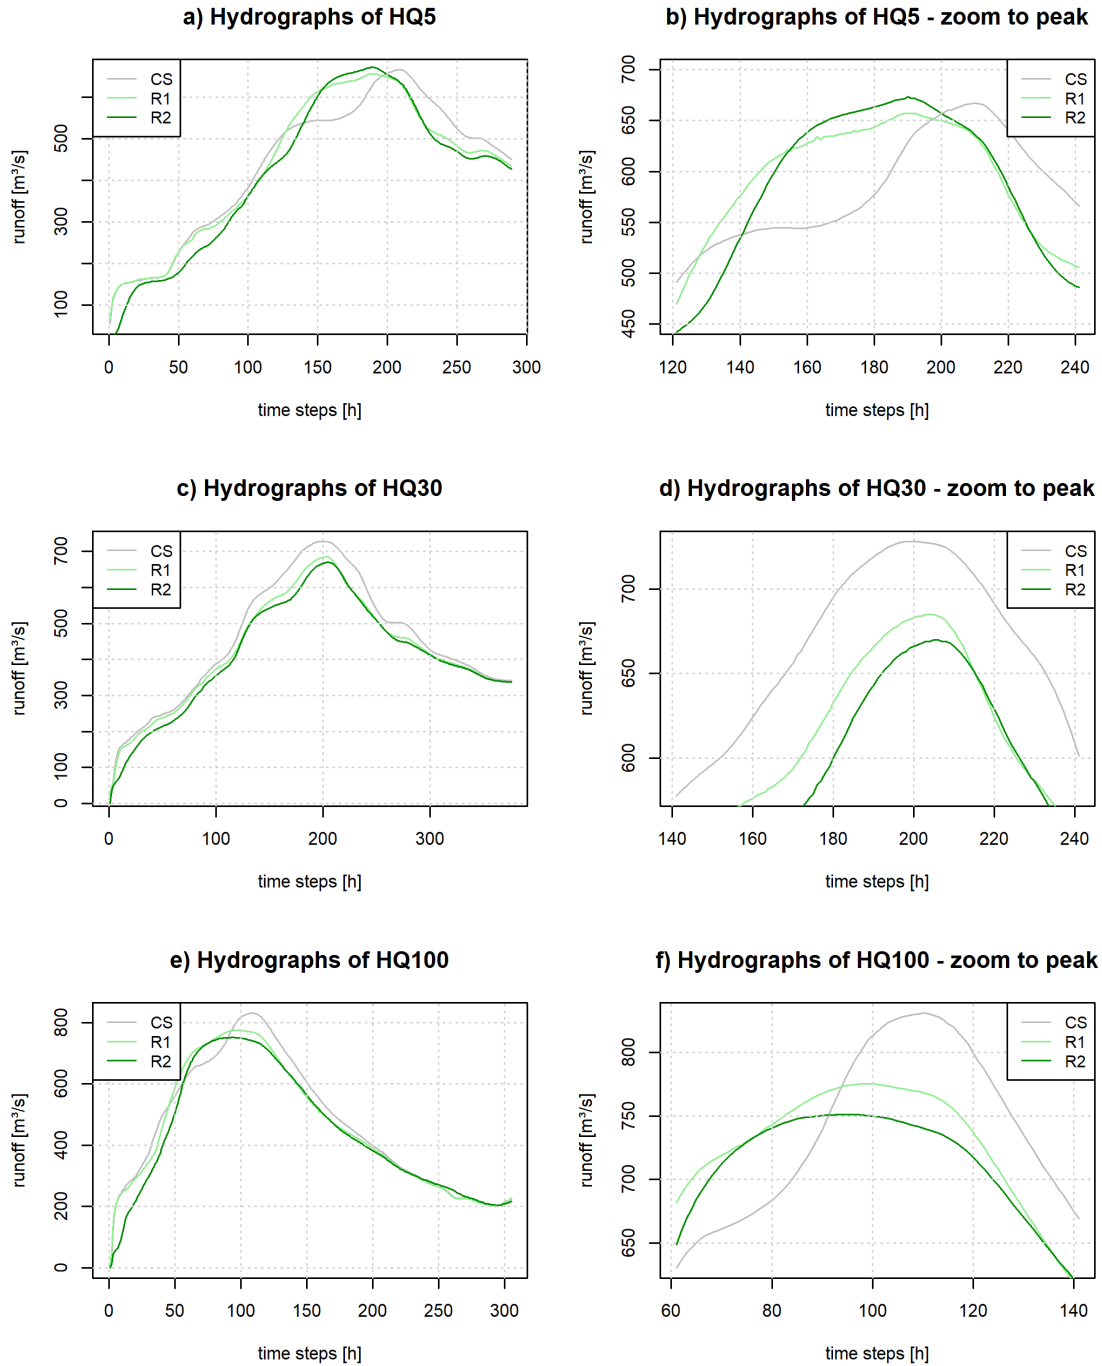 a) Hydrographs of HQ5
runoff [m³/s]
100
300
500
CS
R1
R2
0 50 100 150 200 250 300
time steps [h]
b) Hydrographs of HQ5 - zoom to peak
runoff [m³/s]
450 500 550 600 650 700
CS
R1
R2
120 140 160 180 200 220 240
time steps [h]
c) Hydrographs of HQ30
runoff [m³/s]
0 100 300 500 700
CS
R1
R2
0 100 200 300
time steps [h]
d) Hydrographs of HQ30 - zoom to peak
runoff [m³/s]
600 650 700
CS
R1
R2
140 160 180 200 220 240
time steps [h]
e) Hydrographs of HQ100
runoff [m³/s]
0 200 400 600 800
CS
R1
R2
0 50 100 150 200 250 300
time steps [h]
f) Hydrographs of HQ100 - zoom to peak
runoff [m³/s]
650 700 750 800
CS
R1
R2
60 80 100 120 140
time steps [h]